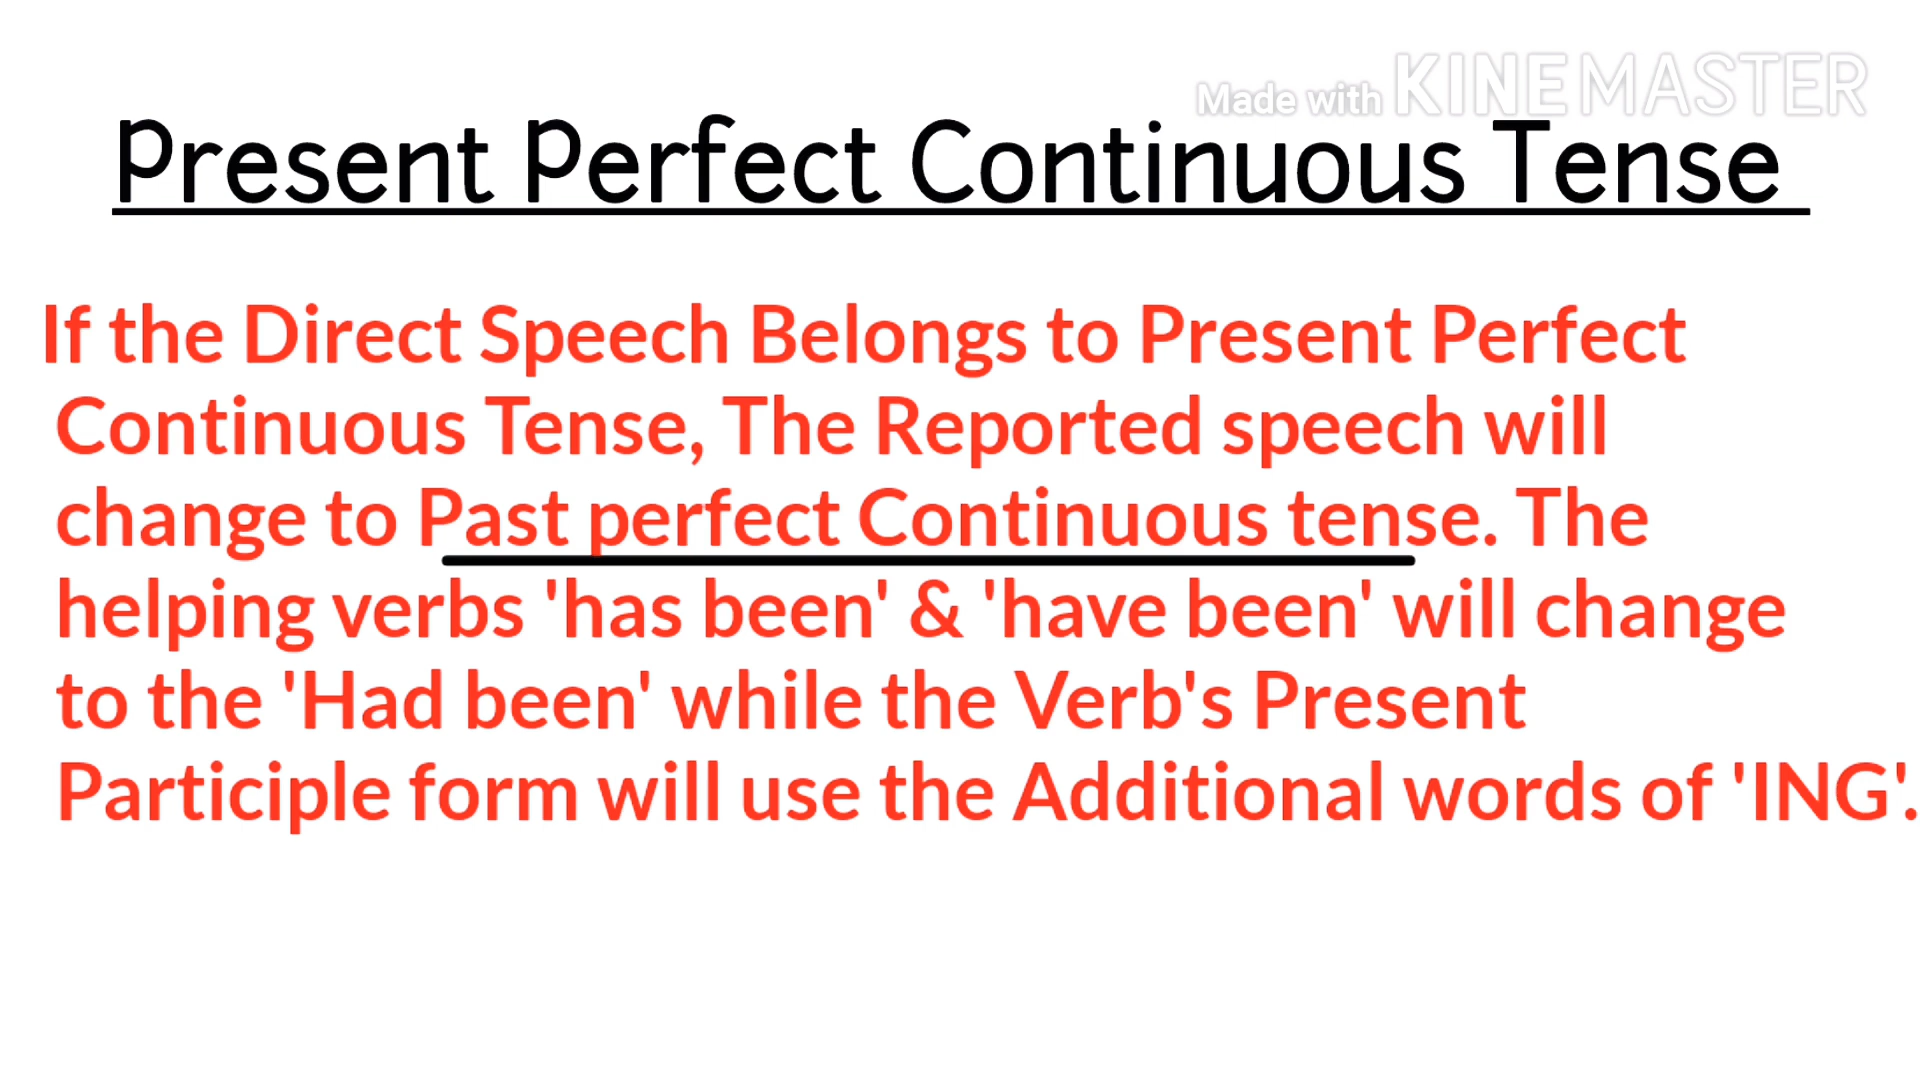 Made with KINEMASTER
Present Perfect Continuous Tense
If the Direct Speech Belongs to Present Perfect
Continuous Tense, The Reported speech will
change to Past perfect Continuous tense. The
helping verbs 'has been' & 'have been' will change
to the 'Had been' while the Verb's Present
Participle form will use the Additional words of 'ING'.